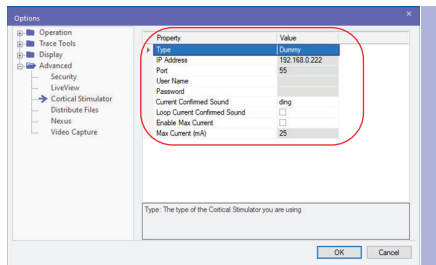 Options
Operation
Trace Tools
Display
Advanced
Security
LiveView
Cortical Stimulator
Distribute Files
Nexus
Video Capture
Property Value
Type Dummy
IP Address 192.168.0.222
Port 55
User Name
Password
Current Confirmed Sound ding
Loop Current Confirmed Sound
Enable Max Current
Max Current (mA) 25
Type: The type of the Cortical Stimulator you are using
OK Cancel